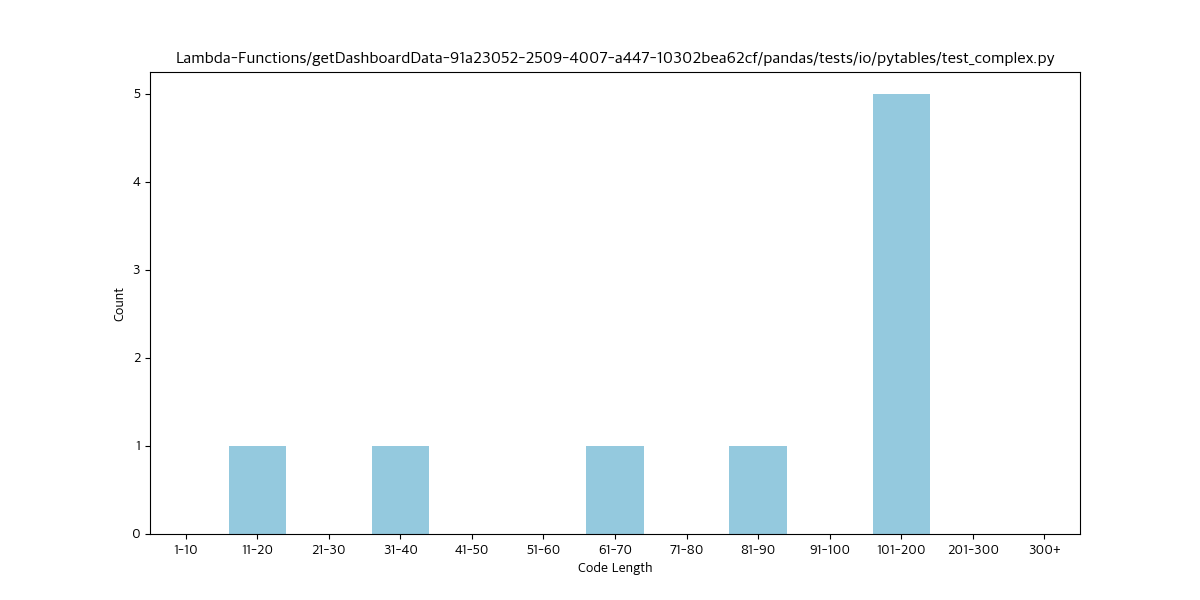 Lambda-Functions/getDashboardData-91a23052-2509-4007-a447-10302bea62cf/pandas/tests/io/pytables/test_complex.py
5
4
3
2
1
0
Count
1-10 11-20 21-30 31-40 41-50 51-60 61-70 71-80 81-90 91-100 101-200 201-300 300+
Code Length